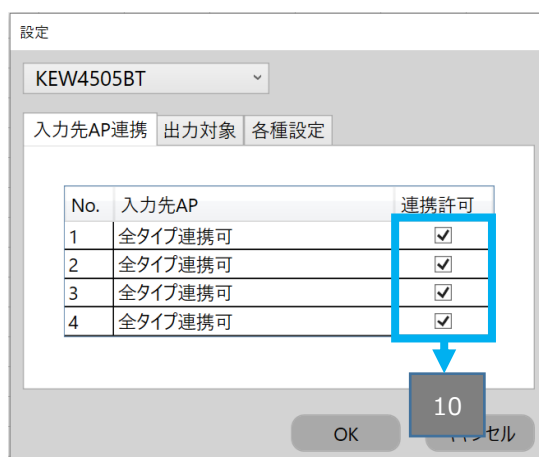 設定
KEW4505BT
入力先AP連携 出力対象 各種設定
No. 入力先AP 連携許可
1 全タイプ連携可
2 全タイプ連携可
3 全タイプ連携可
4 全タイプ連携可
10
OK